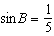 sin B = 1/5